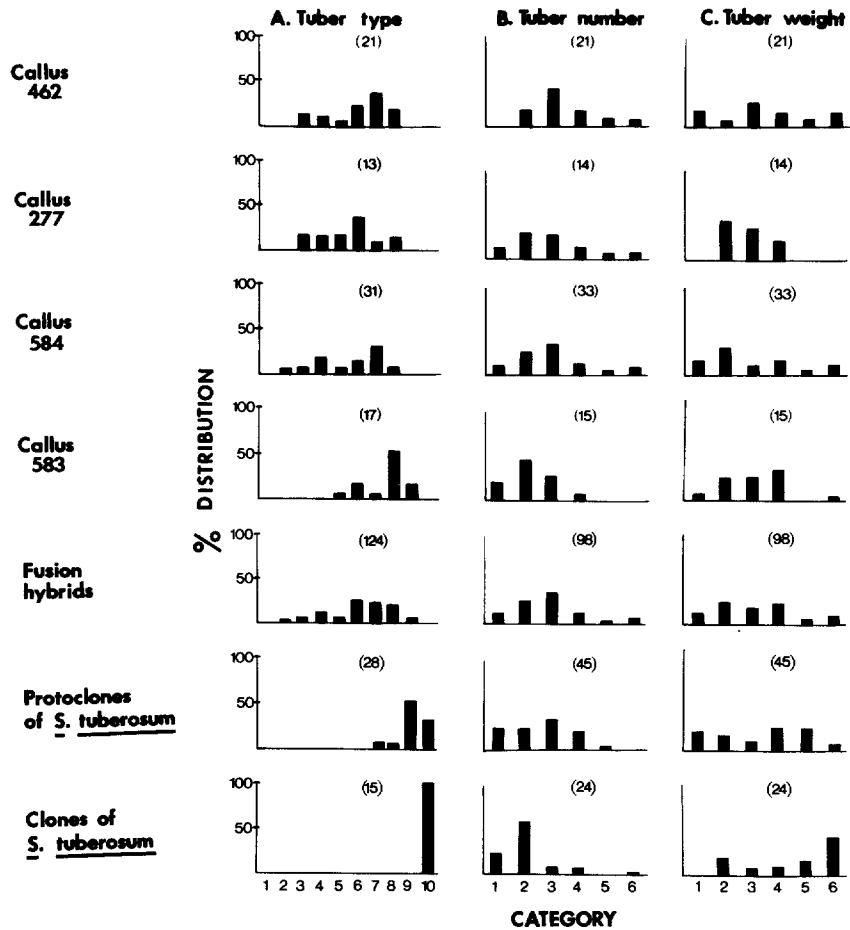 A. Tuber type B. Tuber number C. Tuber weight
Callus 462
100
50
(21) (21) (21)
Callus 277
100
50
(13) (14) (14)
Callus 584
100
50
(31) (33) (33)
Callus 583
100
50
(17) (15) (15)
% DISTRIBUTION
Fusion hybrids
100
50
(124) (98) (98)
Protoclones of S. tuberosum
100
50
(28) (45) (45)
Clones of S. tuberosum
100
50
(15) (24) (24)
1 2 3 4 5 6 7 8 9 10 1 2 3 4 5 6 1 2 3 4 5 6
CATEGORY